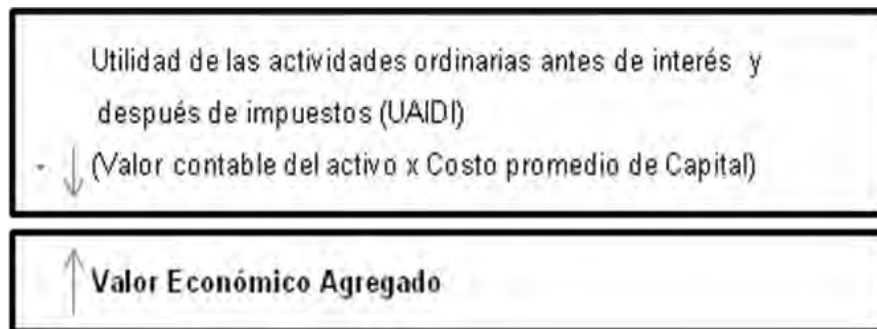 Utilidad de las actividades ordinarias antes de interés y
después de impuestos (UAIDI)
- ↓ (Valor contable del activo x Costo promedio de Capital)
↑ Valor Económico Agregado